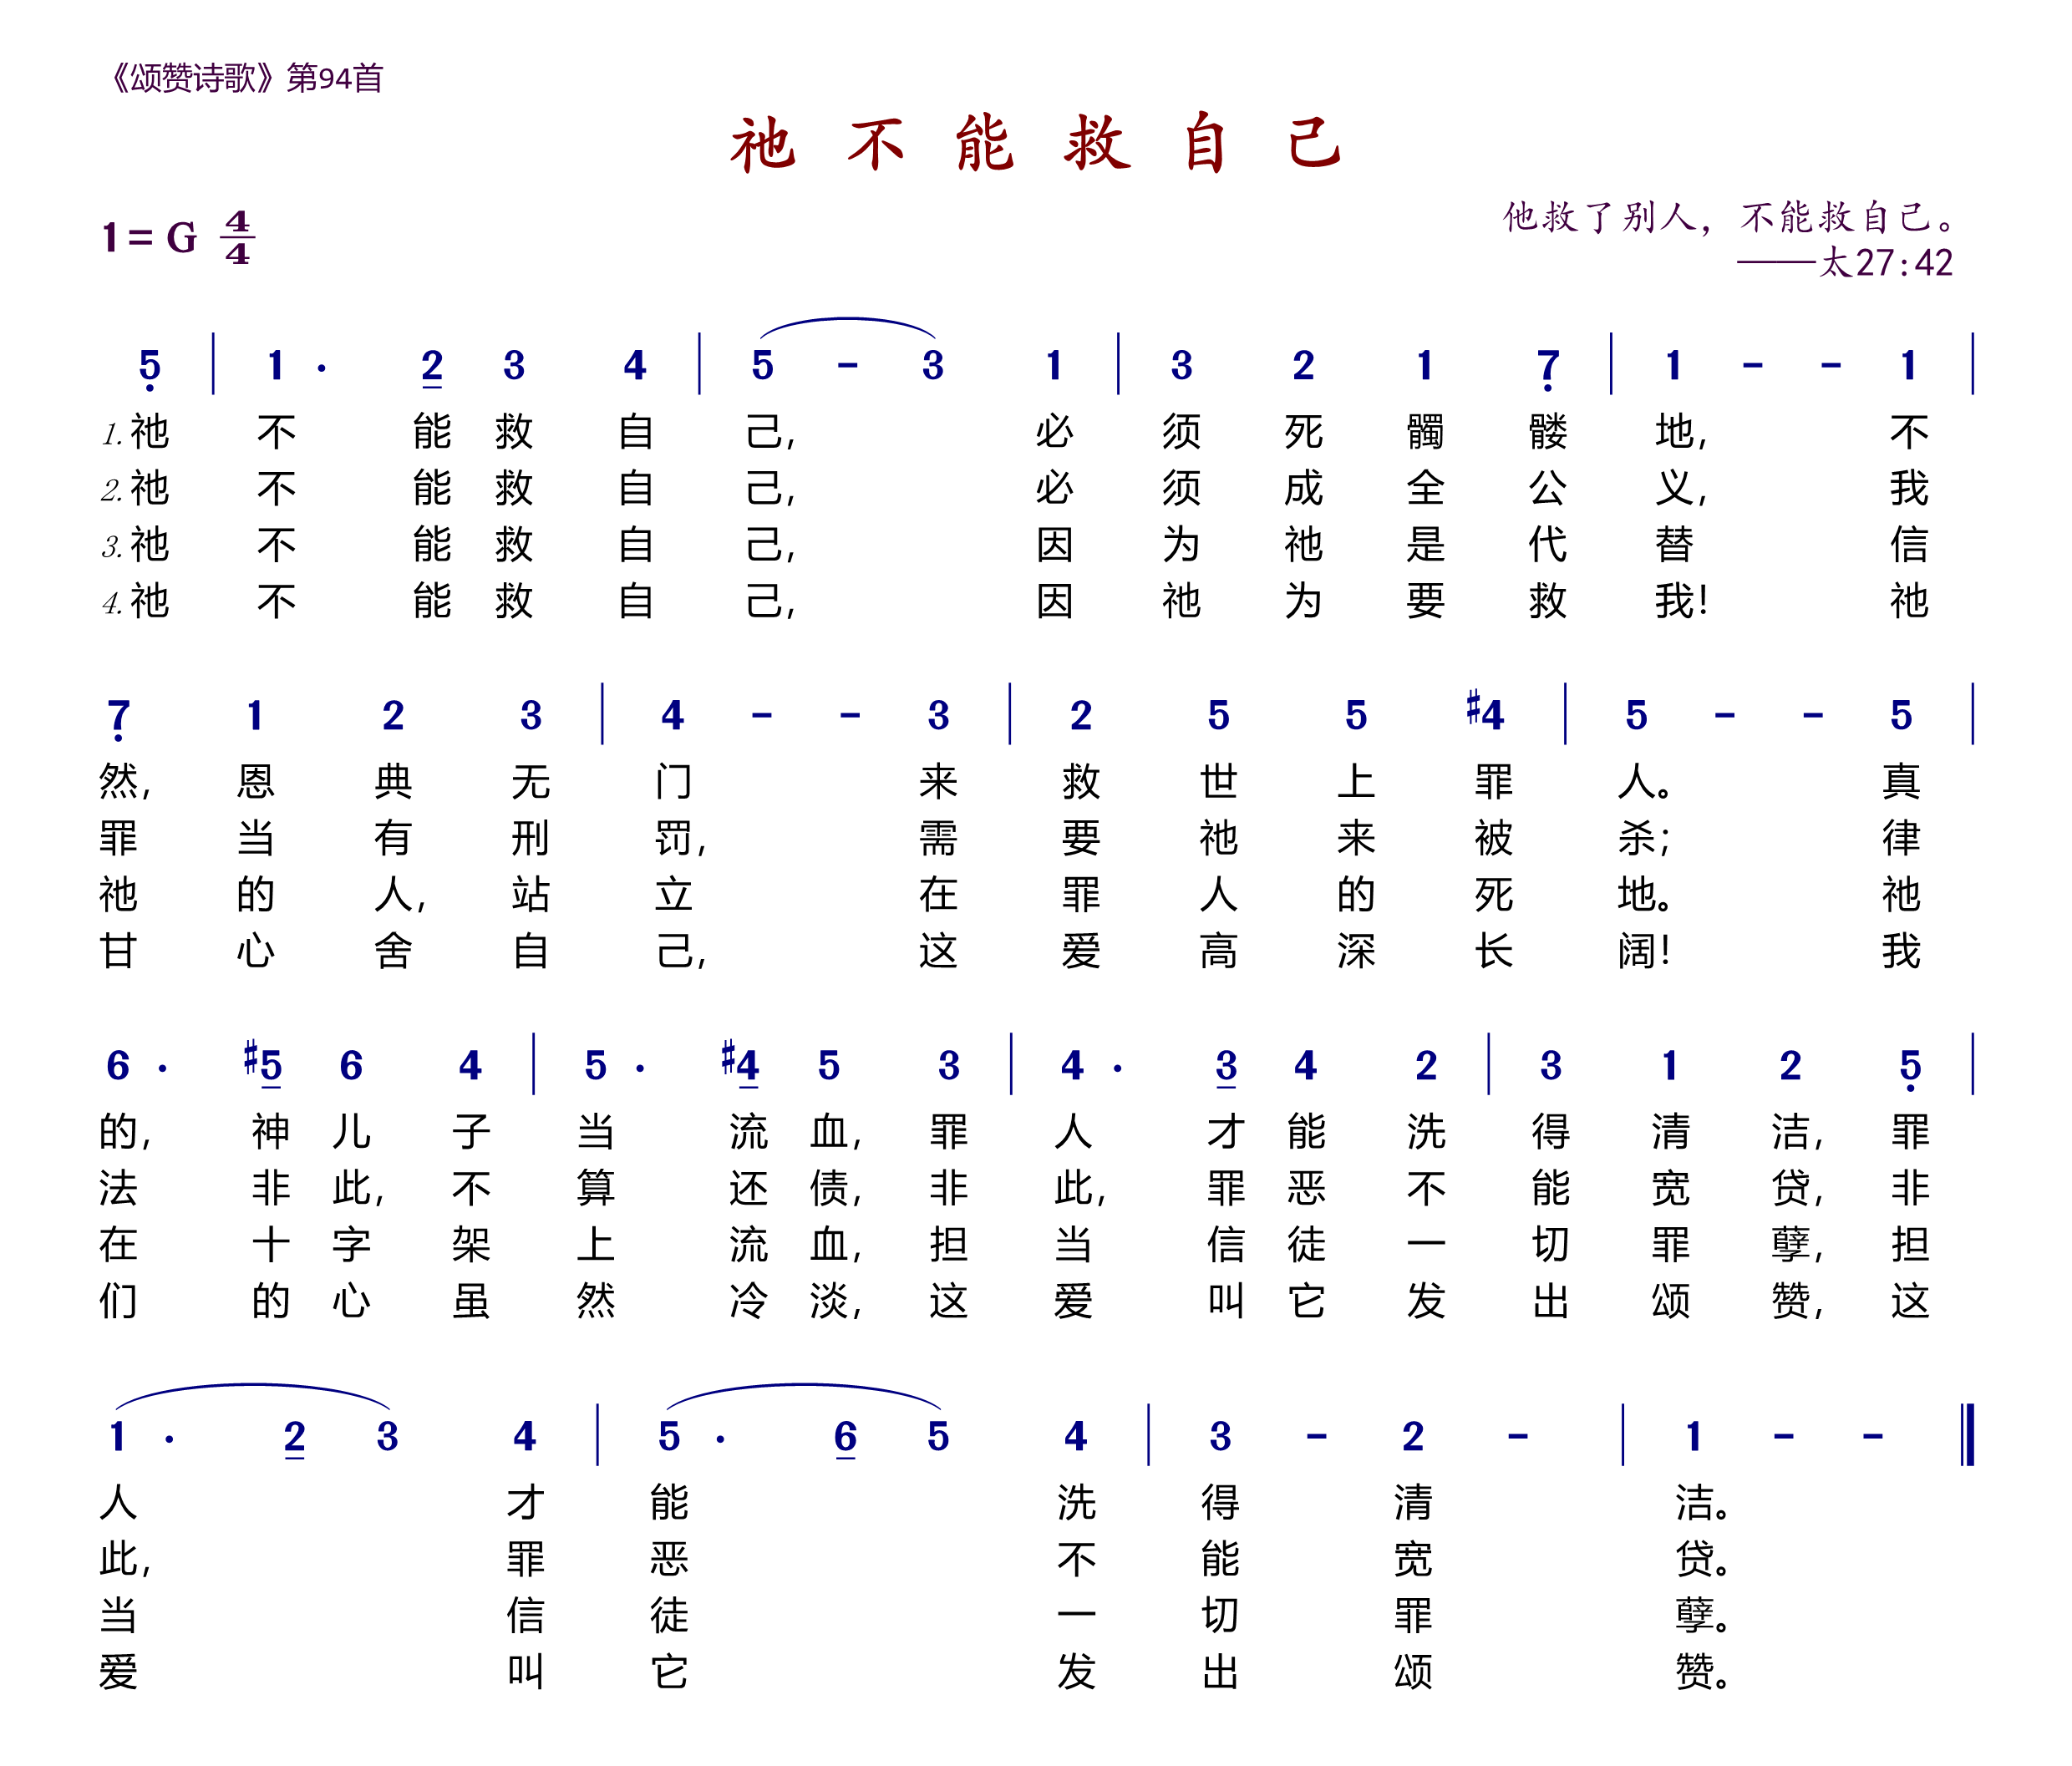 《颂赞诗歌》第94首
祂不能救自己
1=G 4/4
他救了别人，不能救自己。
——太27:42
5̣ | 1 · 2̲ 3 4 | 5 - 3 1 | 3 2 1 7̣ | 1 - - 1 |
1.祂不能救自己，必须死髑髅地，不
2.祂不能救自己，必须成全公义，我
3.祂不能救自己，因为祂是代替信
4.祂不能救自己，因祂为要救我！祂
7̣ 1 2 3 | 4 - - 3 | 2 5 5 #4 | 5 - - 5 |
然，恩典无门来救世上罪人。真
罪当有刑罚，需要祂来被杀；律
祂的人，站立在罪人的死地。祂
甘心舍自己，这爱高深长阔！我
6 · #5̲ 6 4 | 5 · #4̲ 5 3 | 4 · 3̲ 4 2 | 3 1 2 5̣ |
的，神儿子当流血，罪人才能洗得清洁，罪
法非此，不算还债，非此，罪恶不能宽贷，非
在十字架上流血，担当信徒一切罪孽，担
们的心虽然冷淡，这爱叫它发出颂赞，这
1 · 2̲ 3 4 | 5 · 6̲ 5 4 | 3 - 2 - | 1 - - ‖
人才能洗得清洁。
此，罪恶不能宽贷。
当信徒一切罪孽。
爱叫它发出颂赞。